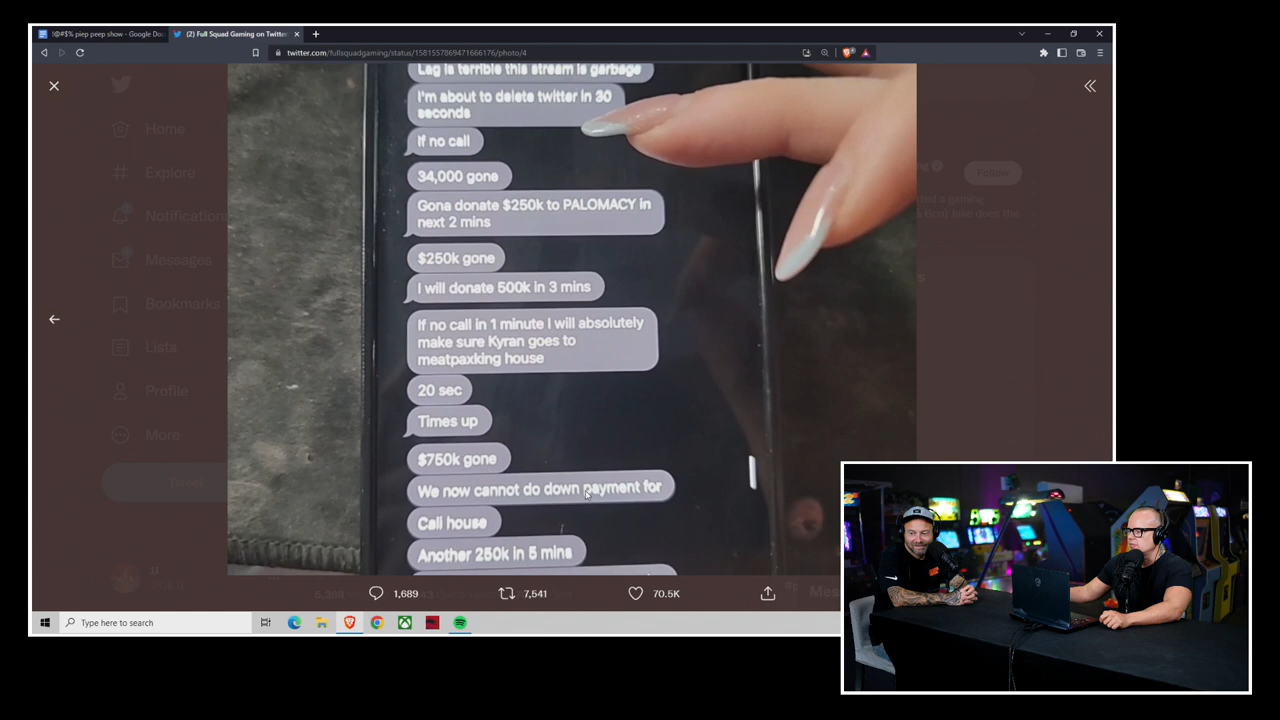 !@#$% piep peep show - Google Doc
(2) Full Squad Gaming on Twitter
twitter.com/fullsquadgaming/status/1581557869471666176/photo/4
Lag is terrible this stream is garbage
I'm about to delete twitter in 30
seconds
If no call
34,000 gone
Gona donate $250k to PALOMACY in
next 2 mins
$250k gone
I will donate 500k in 3 mins
If no call in 1 minute I will absolutely
make sure Kyran goes to
meatpaxking house
20 sec
Times up
$750k gone
We now cannot do down payment for
Cali house
Another 250k in 5 mins
Home
Explore
Notifications
Messages
Bookmarks
Lists
Profile
More
Tweet
Follow
1,689
7,541
70.5K
Type here to search